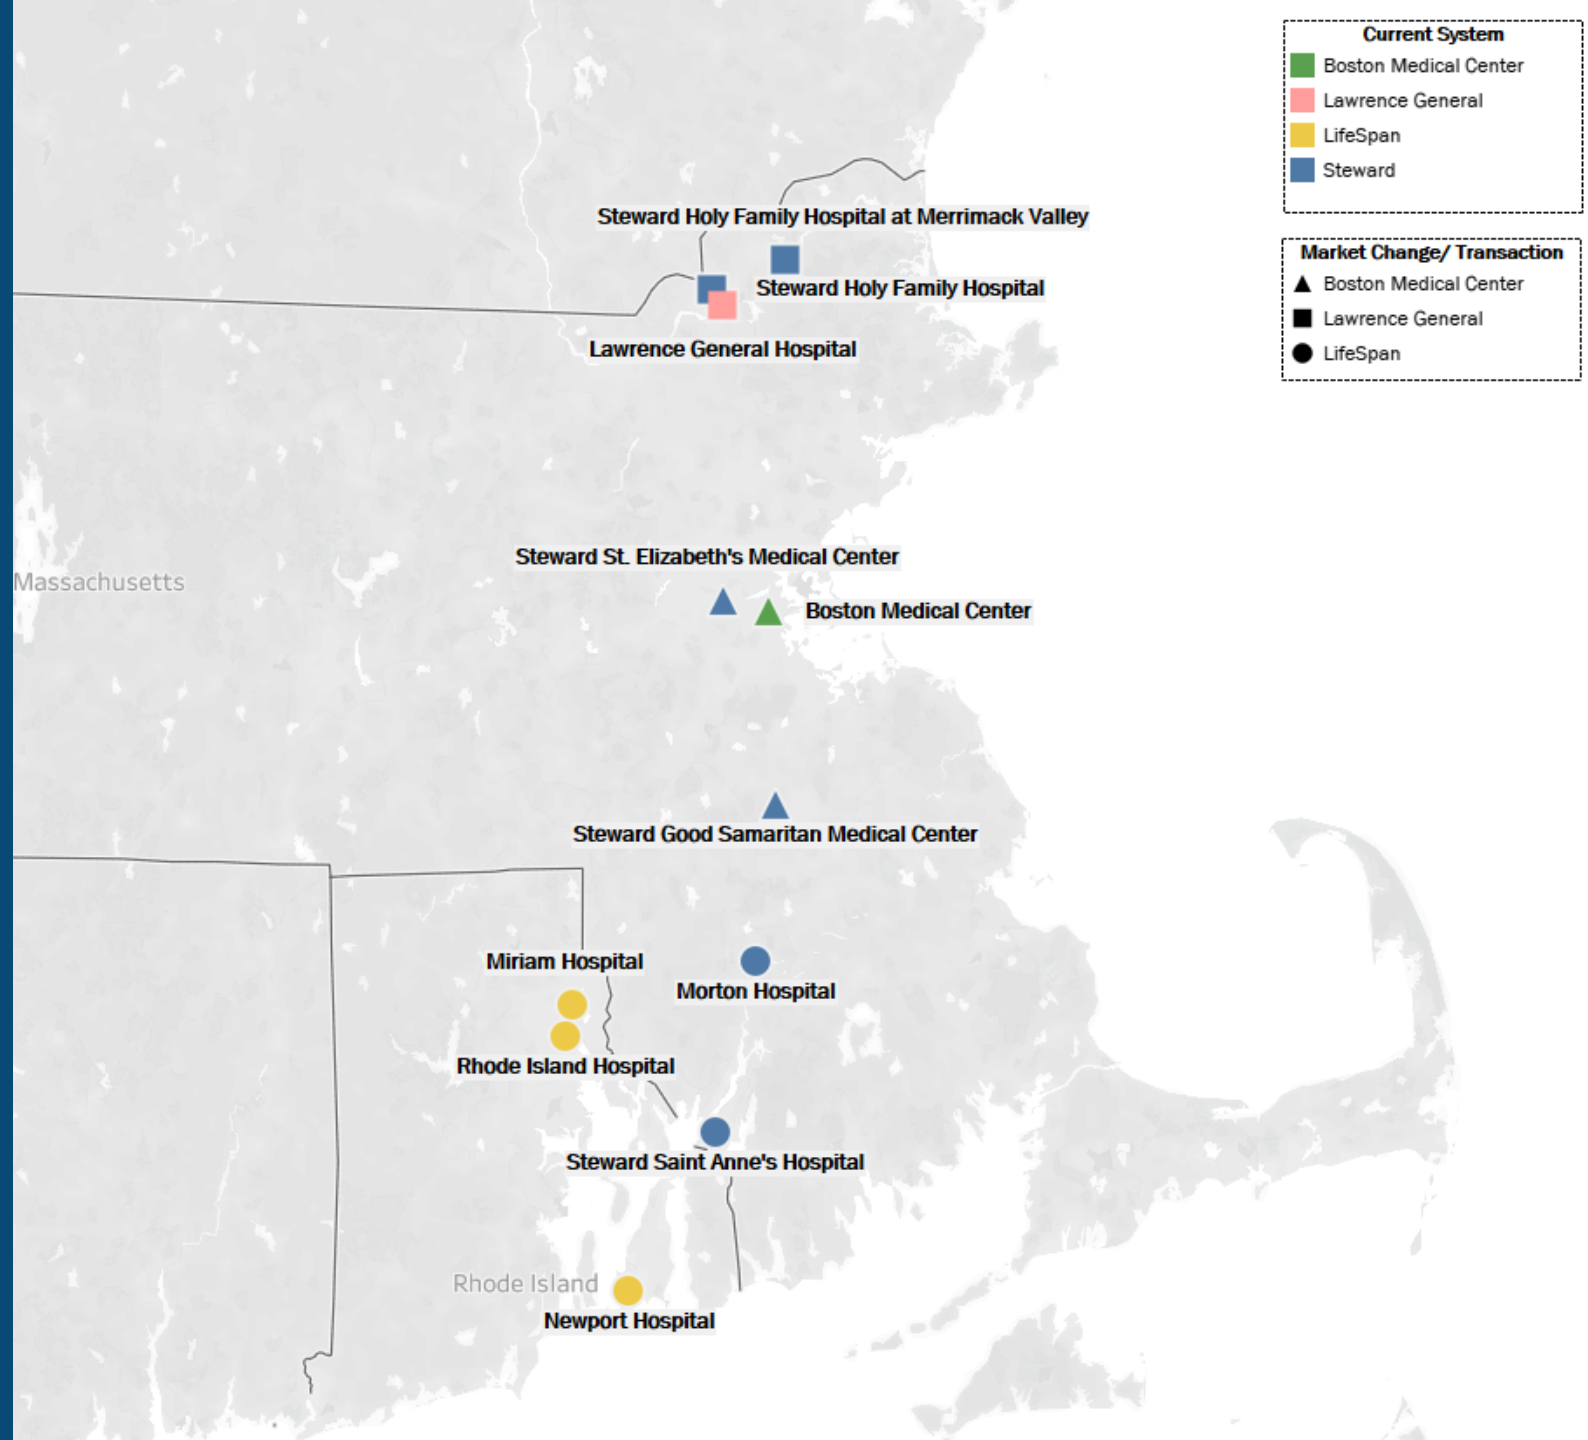 Current System
Boston Medical Center
Lawrence General
LifeSpan
Steward
Market Change/ Transaction
Boston Medical Center
Lawrence General
LifeSpan
Steward Holy Family Hospital at Merrimack Valley
Steward Holy Family Hospital
Lawrence General Hospital
Steward St. Elizabeth's Medical Center
Massachusetts
Boston Medical Center
Steward Good Samaritan Medical Center
Miriam Hospital
Morton Hospital
Rhode Island Hospital
Steward Saint Anne's Hospital
Rhode Island
Newport Hospital